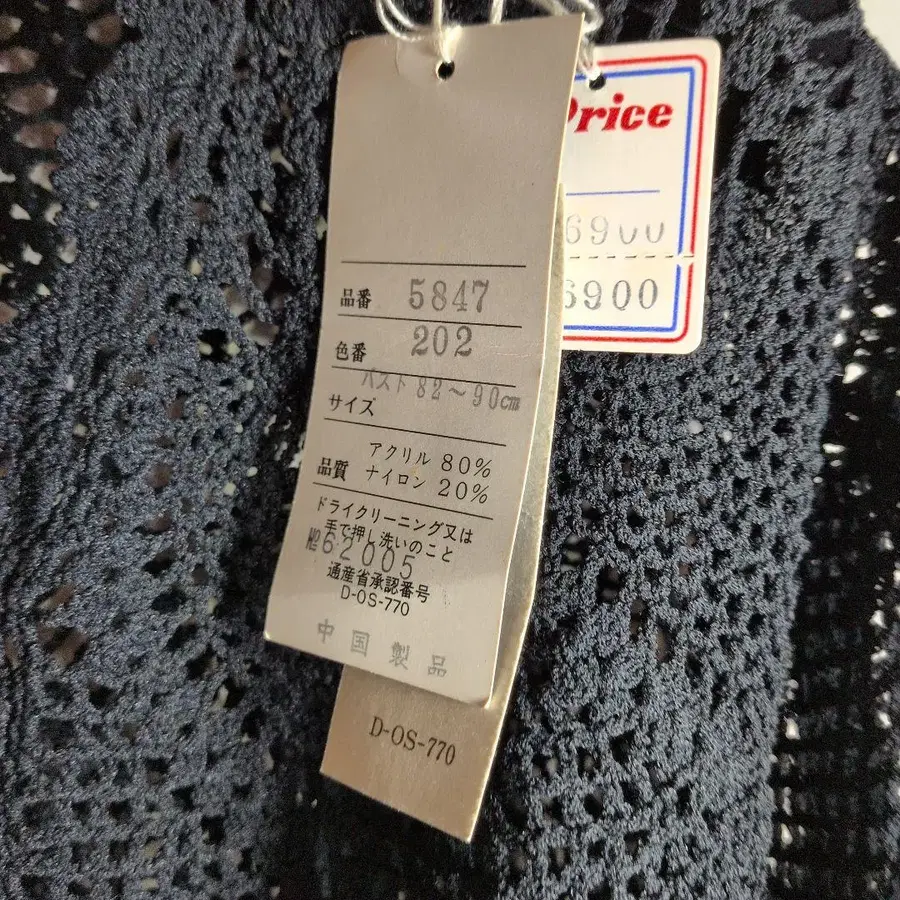 品番 5847
色番 202
バスト 82〜90cm
サイズ
品質 アクリル 80%
ナイロン 20%
ドライクリーニング又は
手で押し洗いのこと
№62005
通産省承認番号
D-OS-770
中国製品
D-OS-770
Price
6900
6900